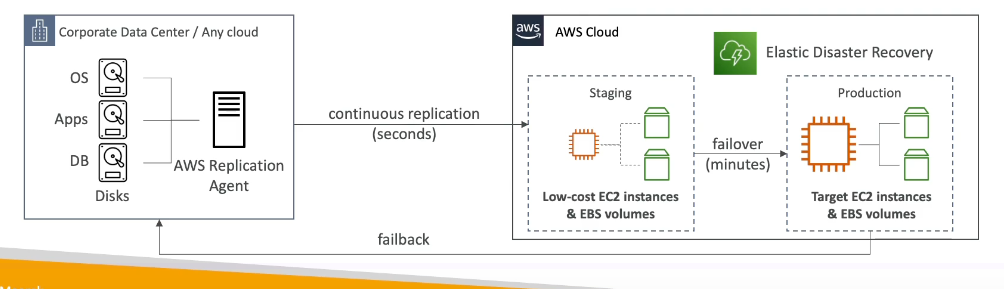 Corporate Data Center / Any cloud
OS
Apps
DB
Disks
AWS Replication
Agent
continuous replication
(seconds)
aws
AWS Cloud
Elastic Disaster Recovery
Staging
Low-cost EC2 instances
& EBS volumes
failover
(minutes)
Production
Target EC2 instances
& EBS volumes
failback